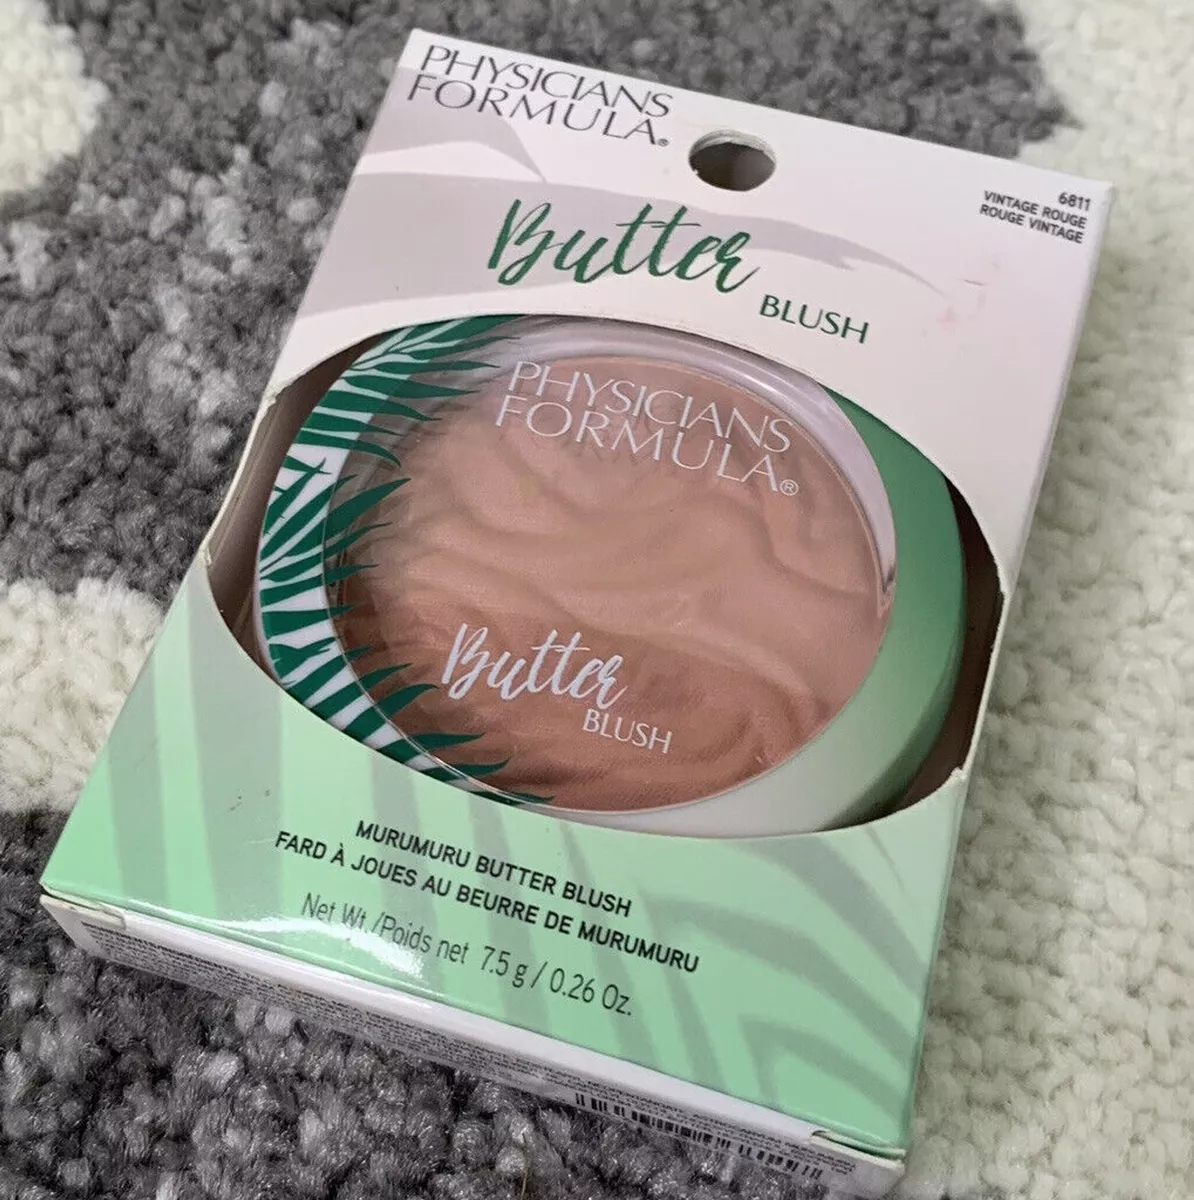 PHYSICIANS
FORMULA®
6811
VINTAGE ROUGE
ROUGE VINTAGE
Butter
BLUSH
PHYSICIANS
FORMULA®
Butter
BLUSH
MURUMURU BUTTER BLUSH
FARD À JOUES AU BEURRE DE MURUMURU
Net Wt./Poids net 7.5 g / 0.26 Oz.